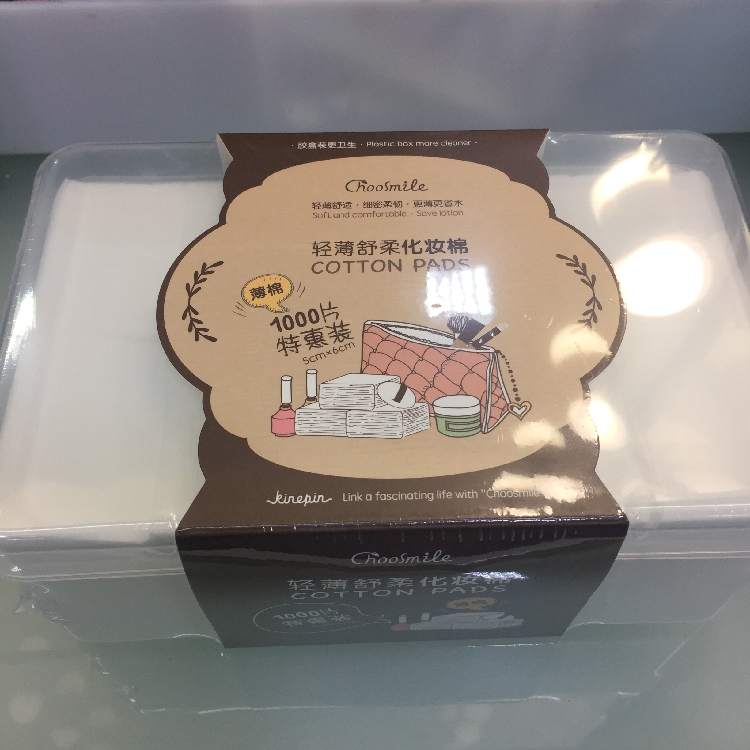 · 胶盒装更卫生 · Plastic box more cleaner ·
Choosmile
轻薄舒适 · 细密柔韧 · 更薄更省水
Soft and comfortable · Save lotion
轻薄舒柔化妆棉
COTTON PADS
薄棉
1000片
特惠装
5cm×6cm
kinepin Link a fascinating life with "Choosmile
Choosmile
轻薄舒柔化妆棉
COTTON PADS
薄棉
1000片
特惠装